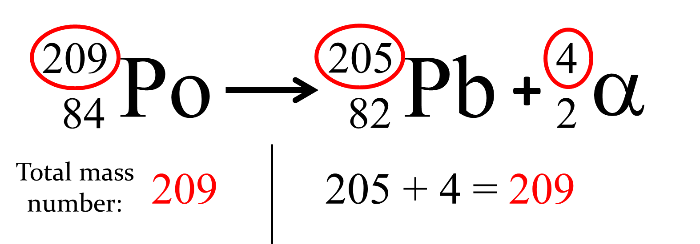 209 205 4
84 Po → 82 Pb + 2 α
Total mass
number: 209 205 + 4 = 209